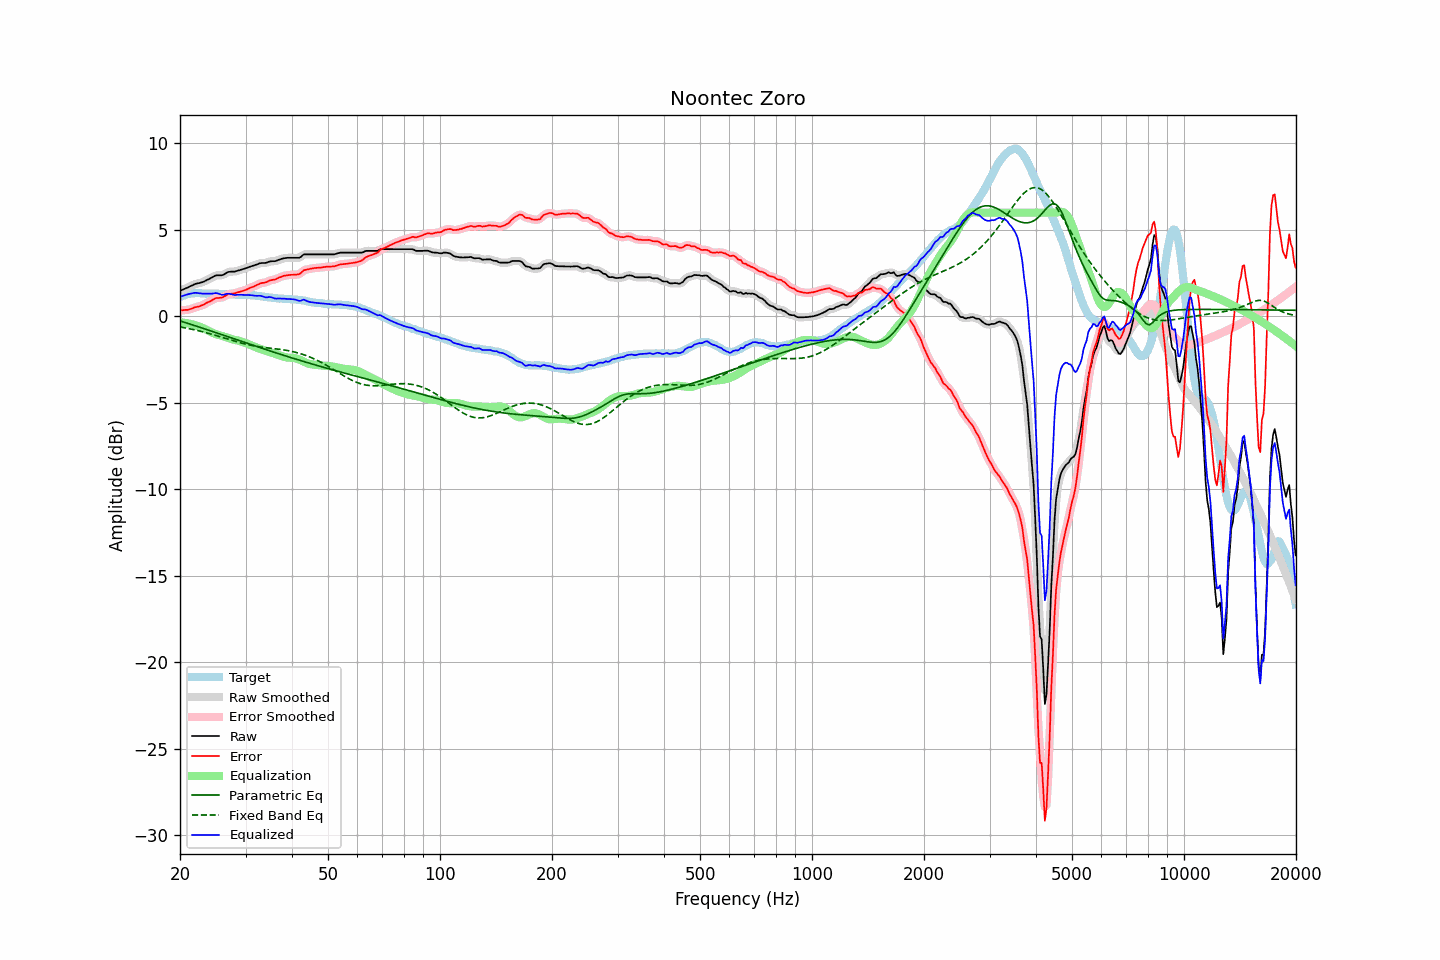 Noontec Zoro
10
5
0
−5
−10
−15
−20
−25
−30
Amplitude (dBr)
Target
Raw Smoothed
Error Smoothed
Raw
Error
Equalization
Parametric Eq
Fixed Band Eq
Equalized
20
50
100
200
500
1000
2000
5000
10000
20000
Frequency (Hz)